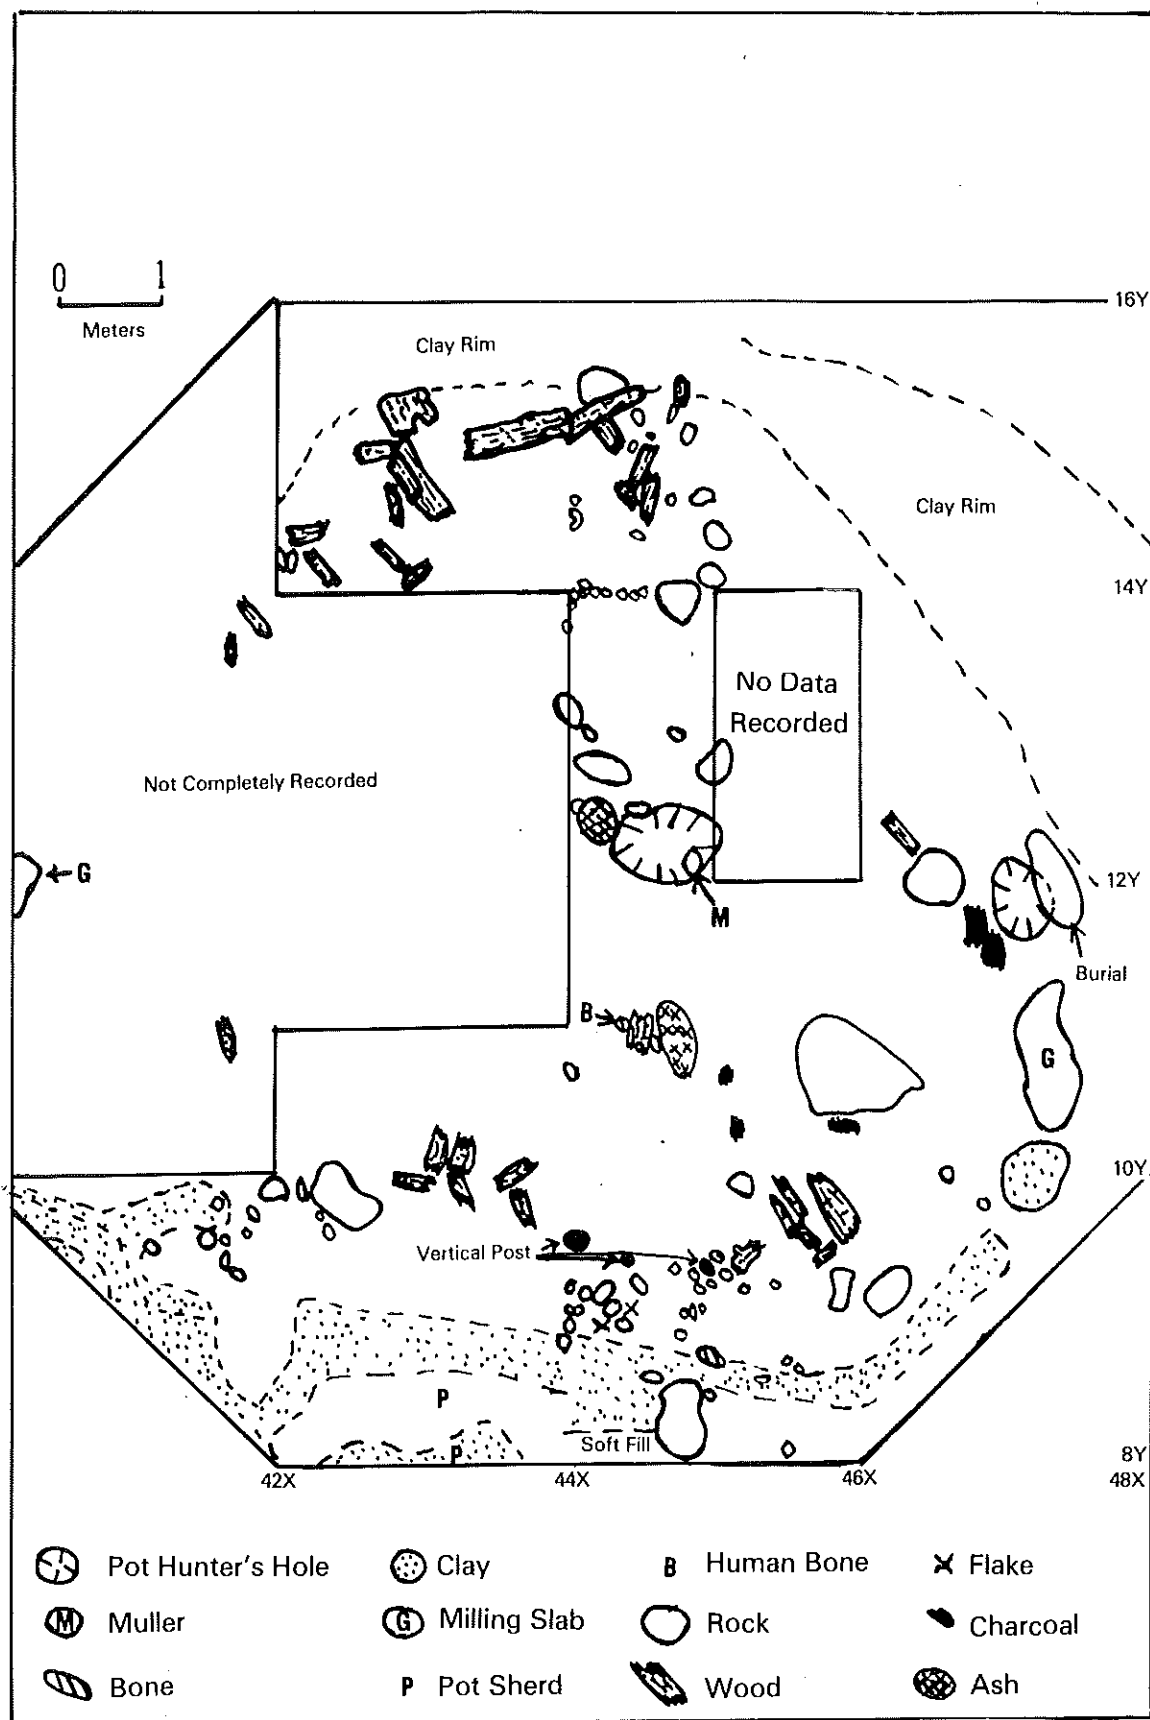 0 1
Meters
16Y
Clay Rim
Clay Rim
14Y
No Data
Recorded
Not Completely Recorded
G
12Y
M
Burial
B
G
10Y
Vertical Post
P
Soft Fill
P
8Y
42X 44X 46X 48X
Pot Hunter's Hole Clay B Human Bone Flake
M Muller G Milling Slab Rock Charcoal
Bone P Pot Sherd Wood Ash